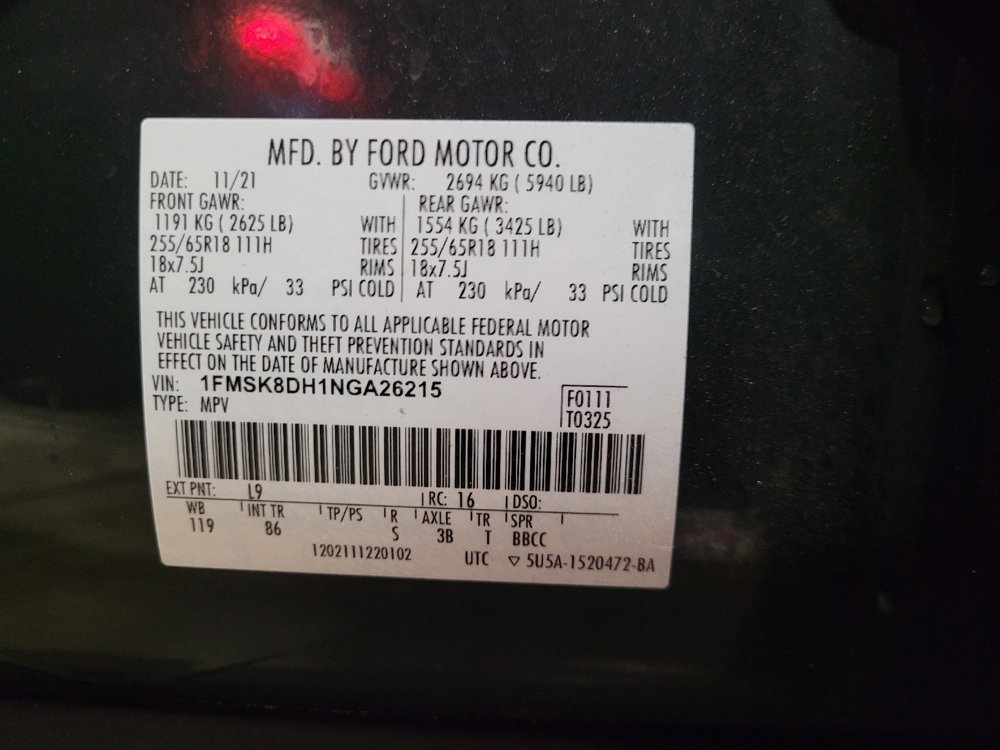 MFD. BY FORD MOTOR CO.
DATE: 11/21 GVWR: 2694 KG ( 5940 LB)
FRONT GAWR: REAR GAWR:
1191 KG ( 2625 LB) WITH 1554 KG ( 3425 LB) WITH
255/65R18 111H TIRES 255/65R18 111H TIRES
18x7.5J RIMS 18x7.5J RIMS
AT 230 kPa/ 33 PSI COLD AT 230 kPa/ 33 PSI COLD
THIS VEHICLE CONFORMS TO ALL APPLICABLE FEDERAL MOTOR
VEHICLE SAFETY AND THEFT PREVENTION STANDARDS IN
EFFECT ON THE DATE OF MANUFACTURE SHOWN ABOVE.
VIN: 1FMSK8DH1NGA26215 F0111
TYPE: MPV T0325
EXT PNT: L9 RC: 16 DSO:
WB INT TR TP/PS R AXLE TR SPR
119 86 S 3B T BBCC
1202111220102 UTC ▽ 5U5A-1520472-BA